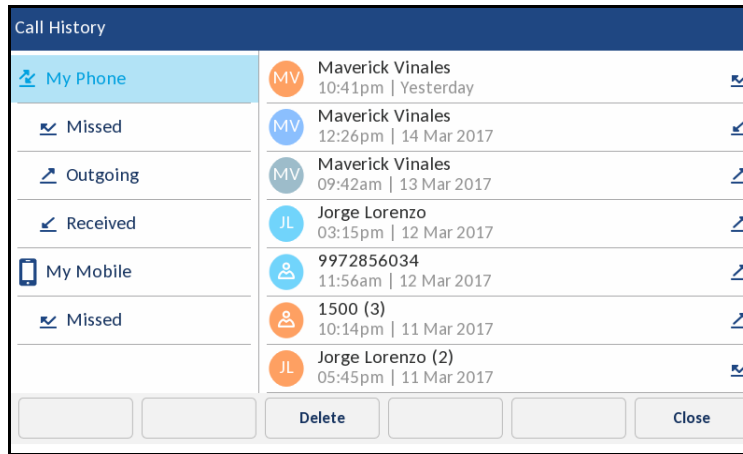 Call History
My Phone
Missed
Outgoing
Received
My Mobile
Missed
MV
Maverick Vinales
10:41pm | Yesterday
MV
Maverick Vinales
12:26pm | 14 Mar 2017
MV
Maverick Vinales
09:42am | 13 Mar 2017
JL
Jorge Lorenzo
03:15pm | 12 Mar 2017
9972856034
11:56am | 12 Mar 2017
1500 (3)
10:14pm | 11 Mar 2017
JL
Jorge Lorenzo (2)
05:45pm | 11 Mar 2017
Delete
Close